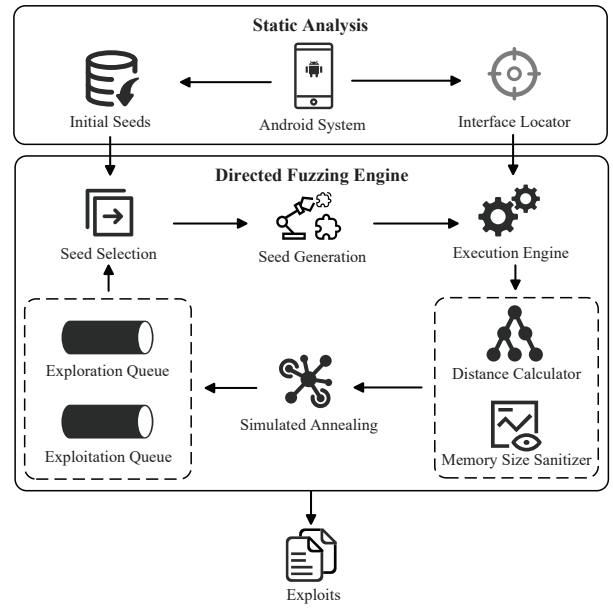 Static Analysis
Initial Seeds
Android System
Interface Locator
Directed Fuzzing Engine
Seed Selection
Seed Generation
Execution Engine
Exploration Queue
Exploitation Queue
Simulated Annealing
Distance Calculator
Memory Size Sanitizer
Exploits